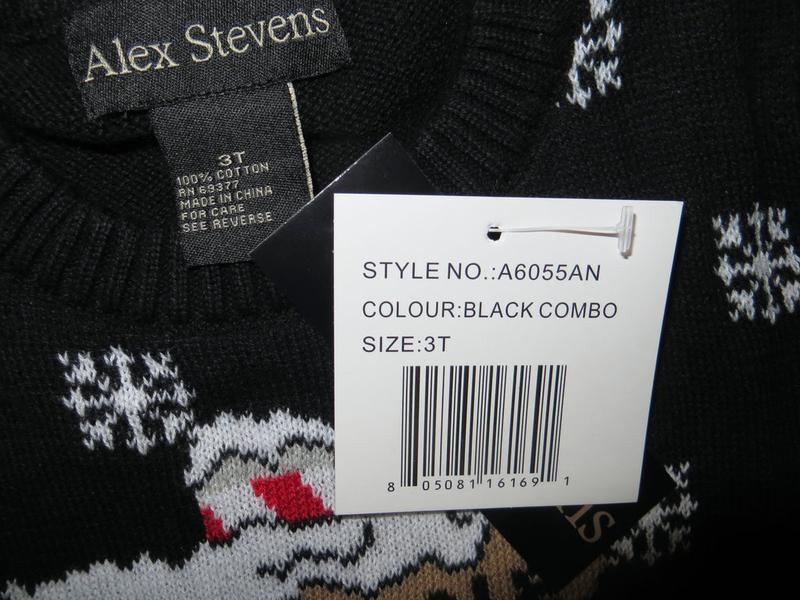 Alex Stevens
3T
100% COTTON
RN 69377
MADE IN CHINA
FOR CARE
SEE REVERSE
STYLE NO.:A6055AN
COLOUR:BLACK COMBO
SIZE:3T
8 05081 16169 1